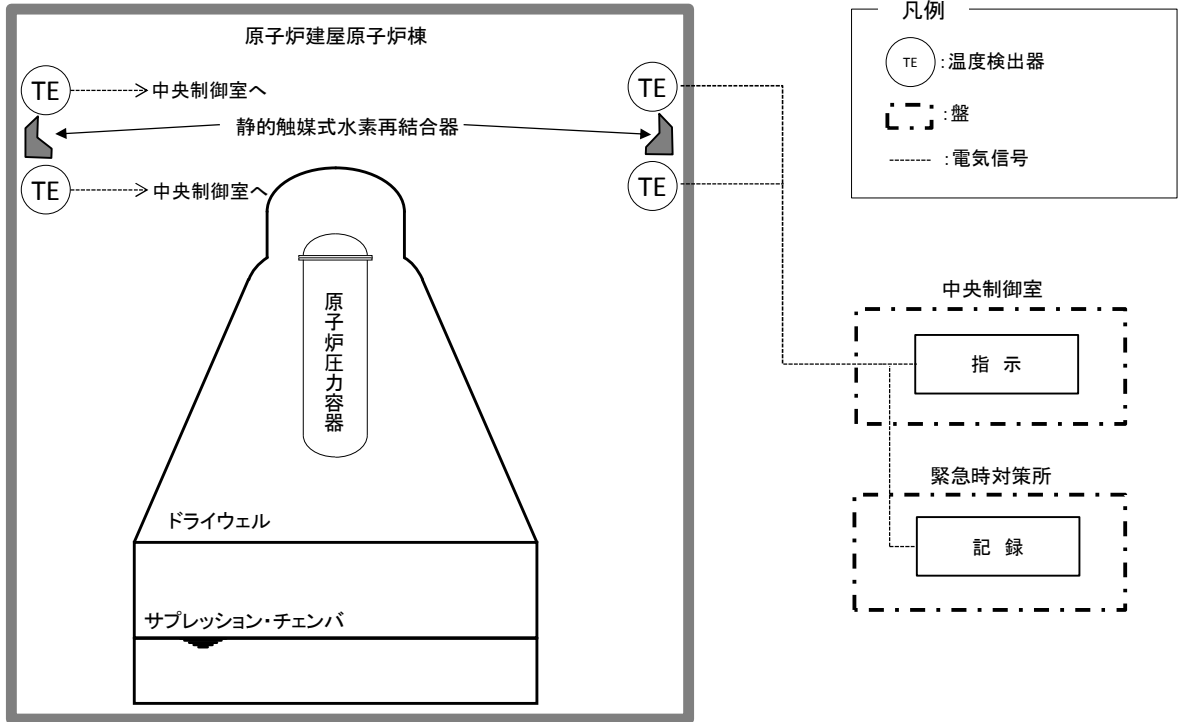 原子炉建屋原子炉棟
TE
中央制御室へ
静的触媒式水素再結合器
TE
中央制御室へ
TE
TE
原子炉圧力容器
ドライウェル
サプレッション・チェンバ
凡例
TE :温度検出器
:盤
:電気信号
中央制御室
指 示
緊急時対策所
記 録